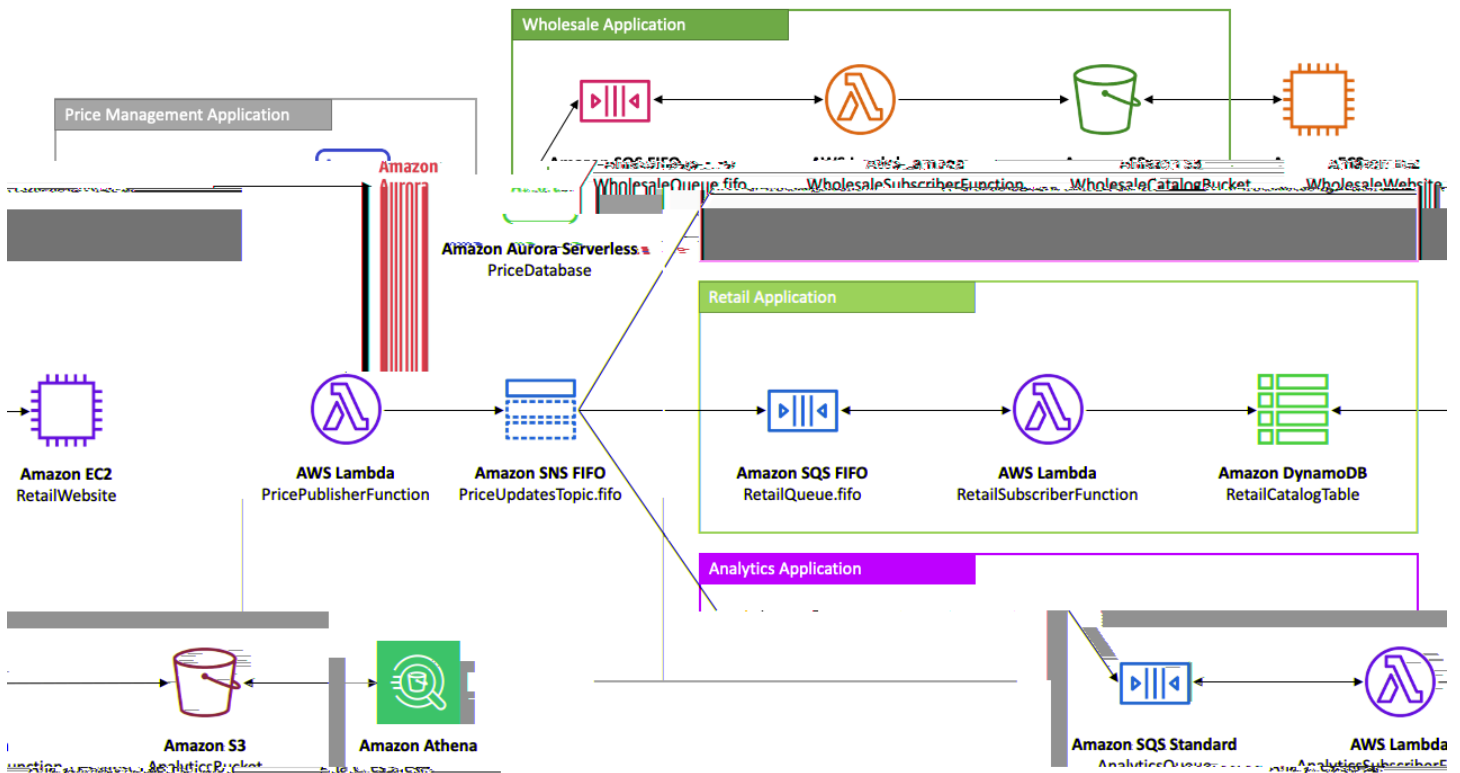 Wholesale Application
Price Management Application
Amazon
Aurora
WholesaleQueue.fifo
WholesaleSubscriberFunction
WholesaleCatalogBucket
WholesaleWebsite
Amazon Aurora Serverless
PriceDatabase
Retail Application
Amazon EC2
RetailWebsite
AWS Lambda
PricePublisherFunction
Amazon SNS FIFO
PriceUpdatesTopic.fifo
Amazon SQS FIFO
RetailQueue.fifo
AWS Lambda
RetailSubscriberFunction
Amazon DynamoDB
RetailCatalogTable
Analytics Application
Amazon S3
Amazon Athena
Amazon SQS Standard
AWS Lambda